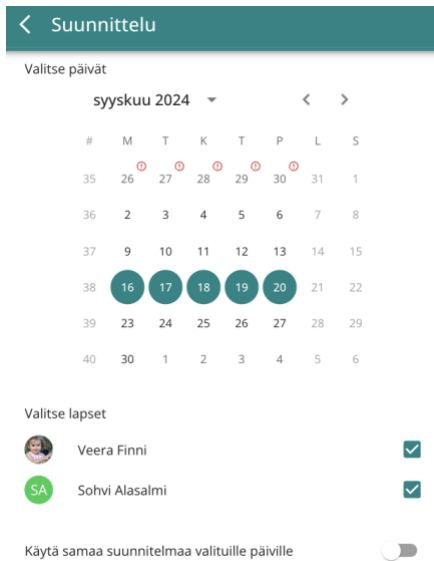 Suunnittelu
Valitse päivät
syyskuu 2024
# M T K T P L S
35 26 27 28 29 30 31 1
36 2 3 4 5 6 7 8
37 9 10 11 12 13 14 15
38 16 17 18 19 20 21 22
39 23 24 25 26 27 28 29
40 30 1 2 3 4 5 6
Valitse lapset
Veera Finni
SA Sohvi Alasalmi
Käytä samaa suunnitelmaa valituille päiville